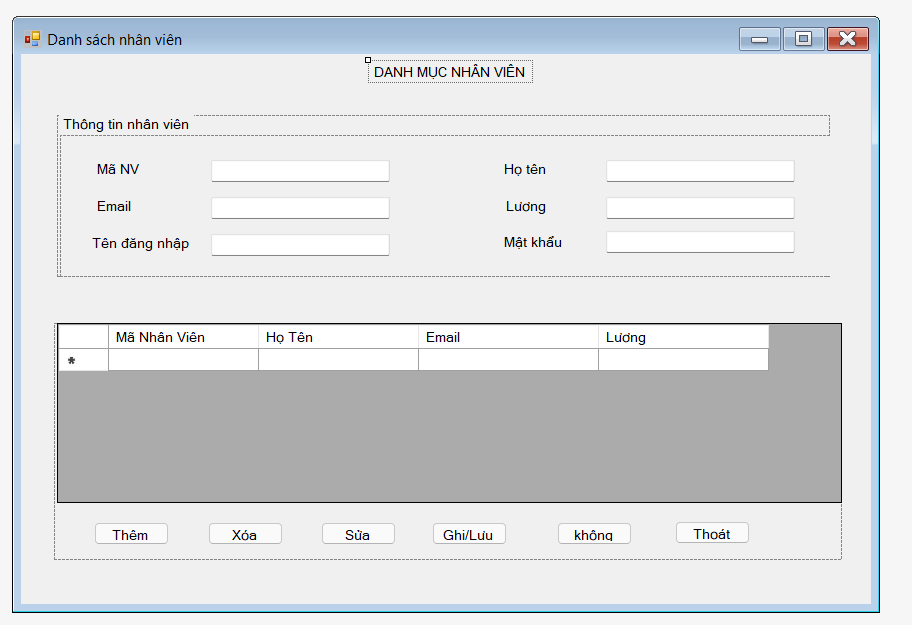 Danh sách nhân viên
DANH MỤC NHÂN VIÊN
Thông tin nhân viên
Mã NV Họ tên
Email Lương
Tên đăng nhập Mật khẩu
Mã Nhân Viên Họ Tên Email Lương
*
Thêm Xóa Sửa Ghi/Lưu không Thoát